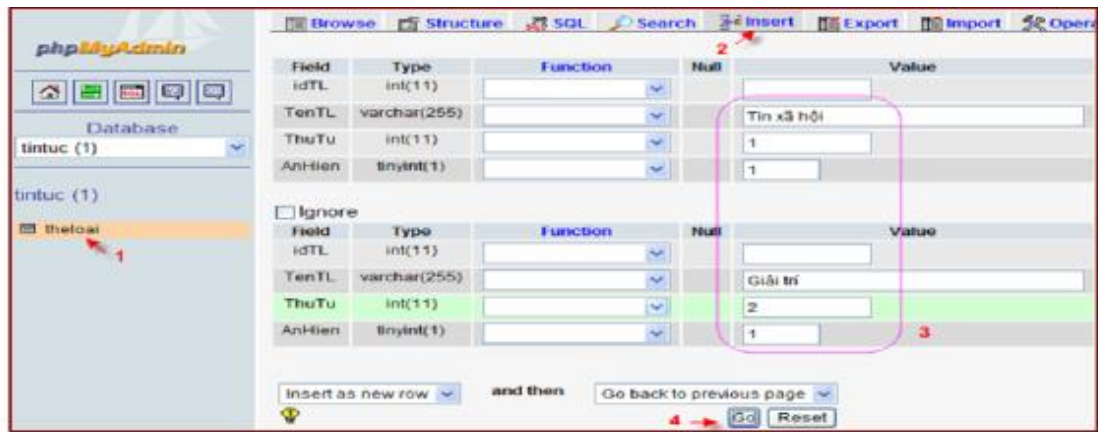 Browse Structure SQL Search Insert Export Import Opera
2
phpMyAdmin
Database
tintuc (1)
tintuc (1)
theloai
1
Field Type Function Null Value
idTL int(11)
TenTL varchar(255) Tin xã hội
ThuTu int(11) 1
AnHien tinyint(1) 1
Ignore
Field Type Function Null Value
idTL int(11)
TenTL varchar(255) Giải trí
ThuTu int(11) 2
AnHien tinyint(1) 1
3
Insert as new row and then Go back to previous page
4 Go Reset